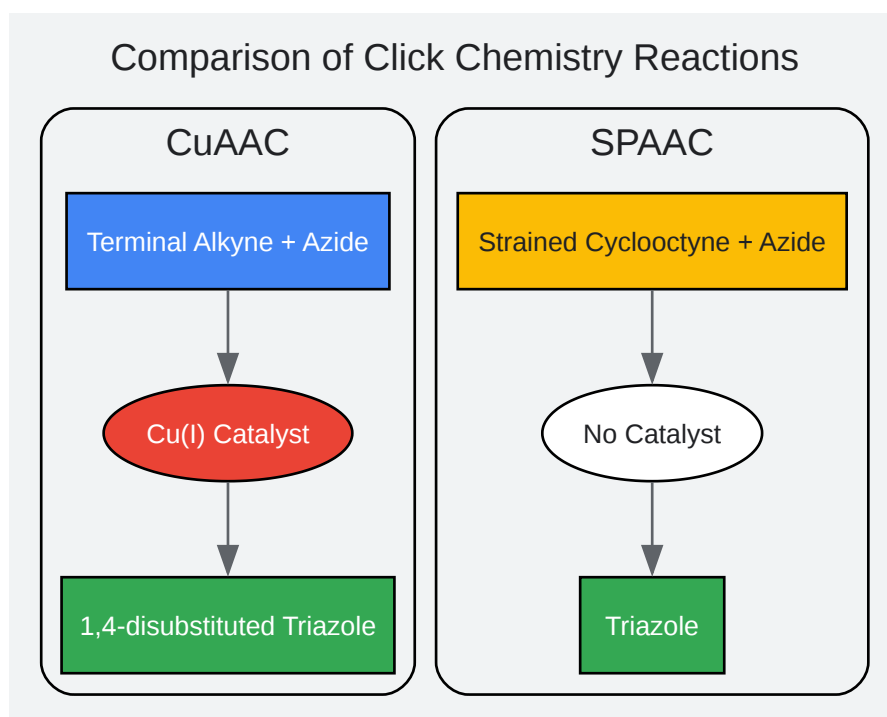 Comparison of Click Chemistry Reactions
CuAAC
Terminal Alkyne + Azide
Cu(I) Catalyst
1,4-disubstituted Triazole
SPAAC
Strained Cyclooctyne + Azide
No Catalyst
Triazole